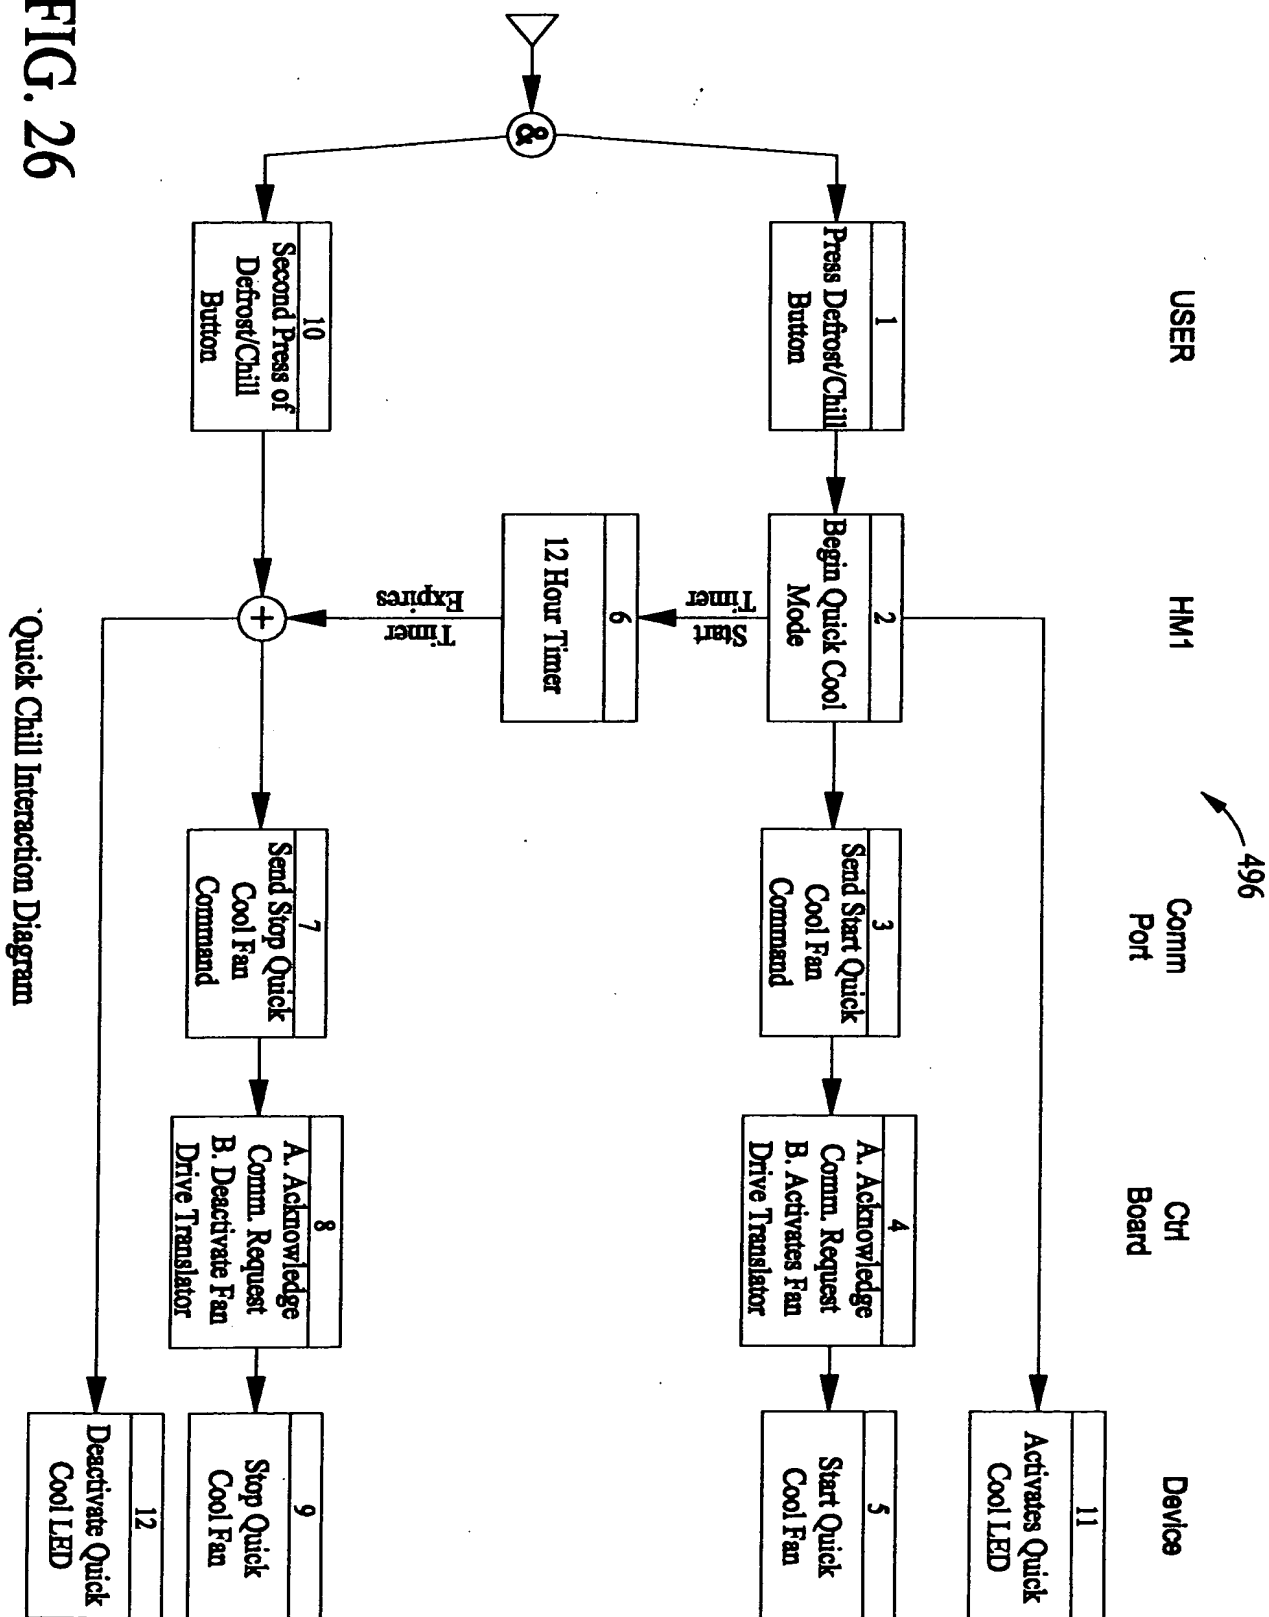 496
USER
HM1
Comm
Port
Ctrl
Board
Device
11
Activates Quick
Cool LED
1
Press Defrost/Chill
Button
2
Begin Quick Cool
Mode
3
Send Start Quick
Cool Fan
Command
4
A. Acknowledge
Comm. Request
B. Activates Fan
Drive Translator
5
Start Quick
Cool Fan
Start
Timer
6
12 Hour Timer
Timer
Expires
&
10
Second Press of
Defrost/Chill
Button
+
7
Send Stop Quick
Cool Fan
Command
8
A. Acknowledge
Comm. Request
B. Deactivate Fan
Drive Translator
9
Stop Quick
Cool Fan
12
Deactivate Quick
Cool LED
Quick Chill Interaction Diagram
FIG. 26